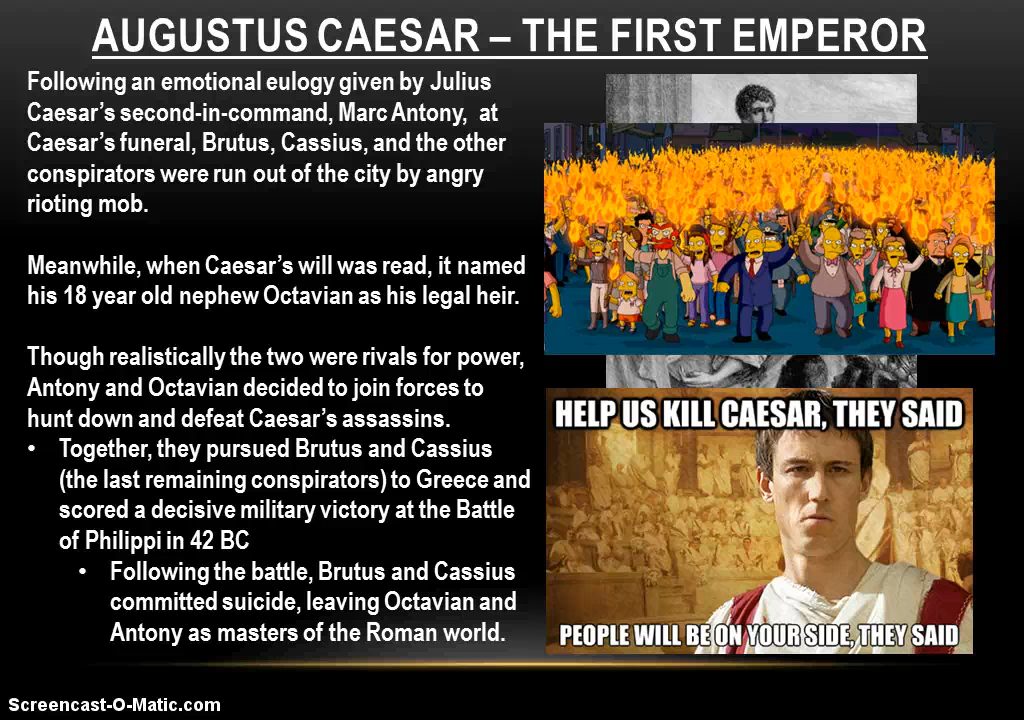 AUGUSTUS CAESAR – THE FIRST EMPEROR
Following an emotional eulogy given by Julius
Caesar’s second-in-command, Marc Antony,  at
Caesar’s funeral, Brutus, Cassius, and the other
conspirators were run out of the city by angry
rioting mob.
Meanwhile, when Caesar’s will was read, it named
his 18 year old nephew Octavian as his legal heir.
Though realistically the two were rivals for power,
Antony and Octavian decided to join forces to
hunt down and defeat Caesar’s assassins.
• Together, they pursued Brutus and Cassius
(the last remaining conspirators) to Greece and
scored a decisive military victory at the Battle
of Philippi in 42 BC
• Following the battle, Brutus and Cassius
committed suicide, leaving Octavian and
Antony as masters of the Roman world.
HELP US KILL CAESAR, THEY SAID
PEOPLE WILL BE ON YOUR SIDE, THEY SAID
Screencast-O-Matic.com